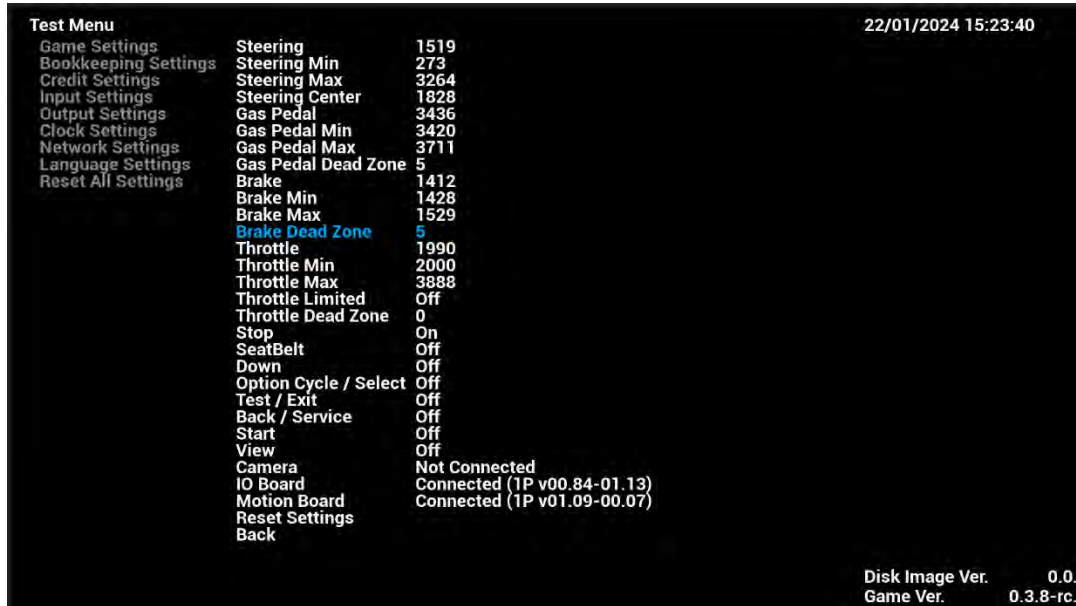 Test Menu
22/01/2024 15:23:40
Game Settings
Bookkeeping Settings
Credit Settings
Input Settings
Output Settings
Clock Settings
Network Settings
Language Settings
Reset All Settings
Steering 1519
Steering Min 273
Steering Max 3264
Steering Center 1828
Gas Pedal 3436
Gas Pedal Min 3420
Gas Pedal Max 3711
Gas Pedal Dead Zone 5
Brake 1412
Brake Min 1428
Brake Max 1529
Brake Dead Zone 5
Throttle 1990
Throttle Min 2000
Throttle Max 3888
Throttle Limited Off
Throttle Dead Zone 0
Stop On
SeatBelt Off
Down Off
Option Cycle / Select Off
Test / Exit Off
Back / Service Off
Start Off
View Off
Camera Not Connected
IO Board Connected (1P v00.84-01.13)
Motion Board Connected (1P v01.09-00.07)
Reset Settings
Back
Disk Image Ver. 0.0.
Game Ver. 0.3.8-rc.